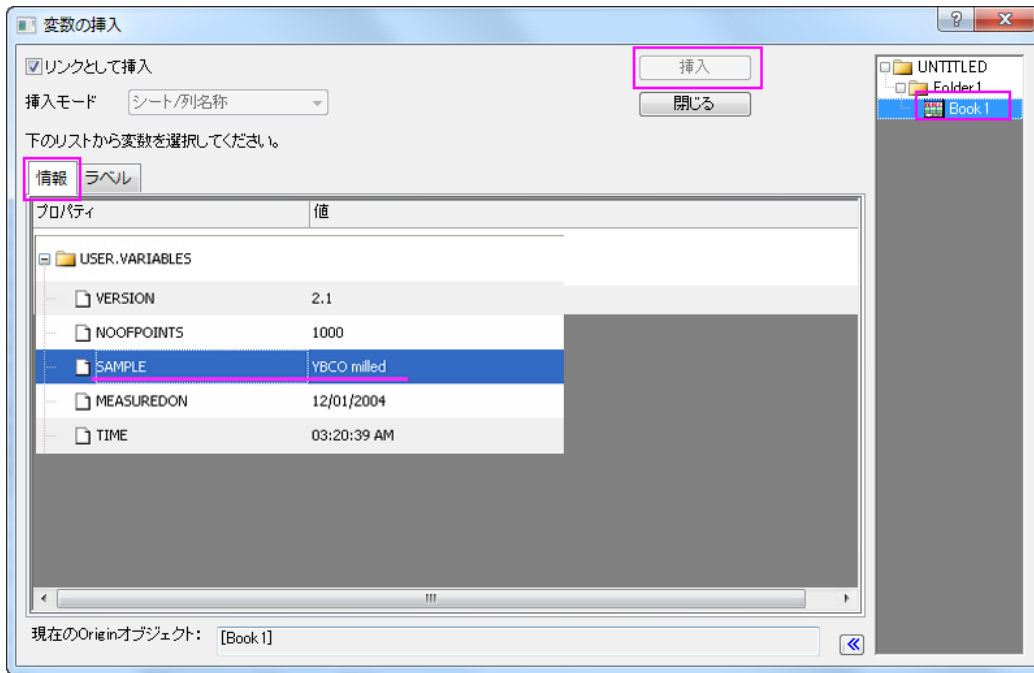 変数の挿入
リンクとして挿入
挿入
挿入モード シート/列名称
閉じる
下のリストから変数を選択してください。
情報 ラベル
プロパティ 値
USER.VARIABLES
VERSION 2.1
NOOFPOINTS 1000
SAMPLE YBCO milled
MEASUREDON 12/01/2004
TIME 03:20:39 AM
現在のOriginオブジェクト: [Book1]
UNTITLED
Folder1
Book1